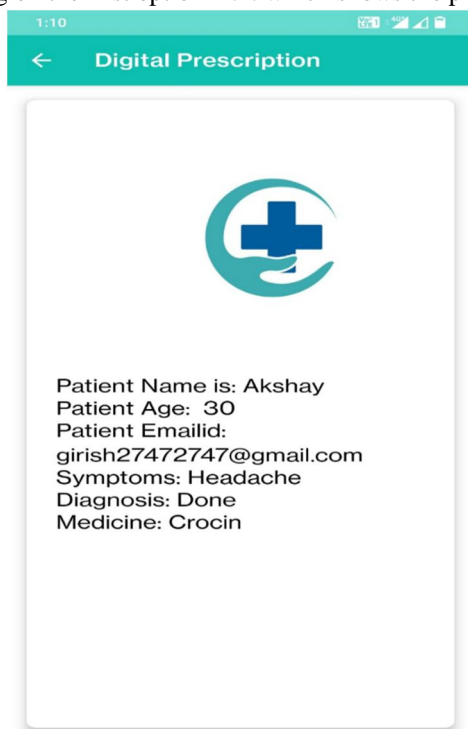 1:10
Digital Prescription
Patient Name is: Akshay
Patient Age: 30
Patient Emailid:
girish27472747@gmail.com
Symptoms: Headache
Diagnosis: Done
Medicine: Crocin